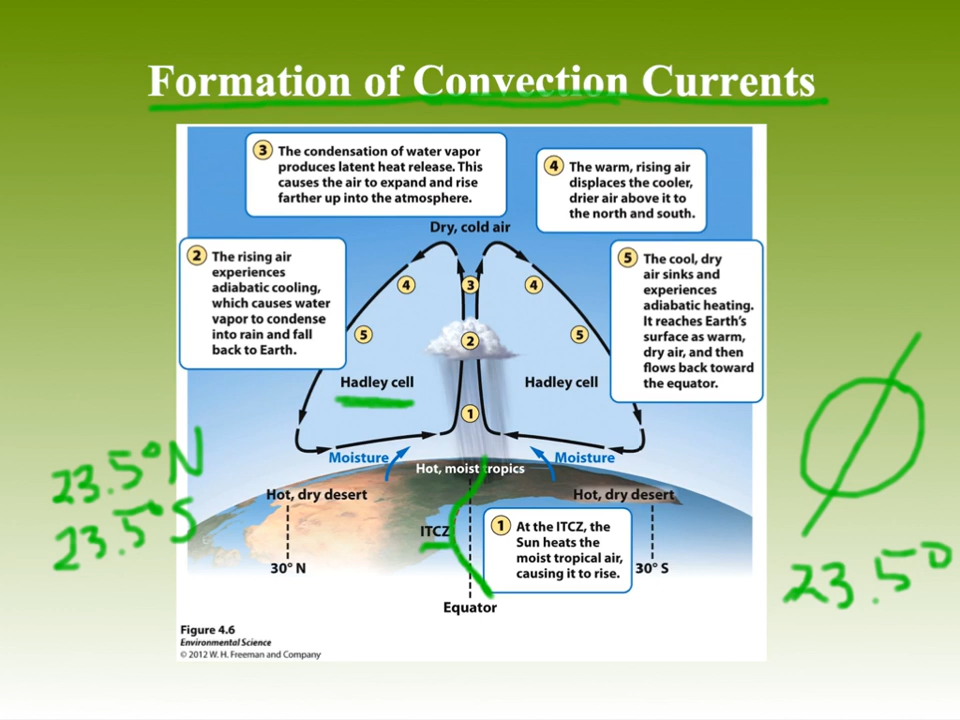 Formation of Convection Currents
3 The condensation of water vapor
produces latent heat release. This
causes the air to expand and rise
farther up into the atmosphere.
4 The warm, rising air
displaces the cooler,
drier air above it to
the north and south.
Dry, cold air
2 The rising air
experiences
adiabatic cooling,
which causes water
vapor to condense
into rain and fall
back to Earth.
5 The cool, dry
air sinks and
experiences
adiabatic heating.
It reaches Earth's
surface as warm,
dry air, and then
flows back toward
the equator.
4
3
4
5
2
5
Hadley cell
Hadley cell
1
Moisture
Moisture
Hot, moist tropics
Hot, dry desert
Hot, dry desert
ITCZ
1 At the ITCZ, the
Sun heats the
moist tropical air,
causing it to rise.
30° N
30° S
Equator
23.5°N
23.5°S
23.5°
Figure 4.6
Environmental Science
© 2012 W. H. Freeman and Company